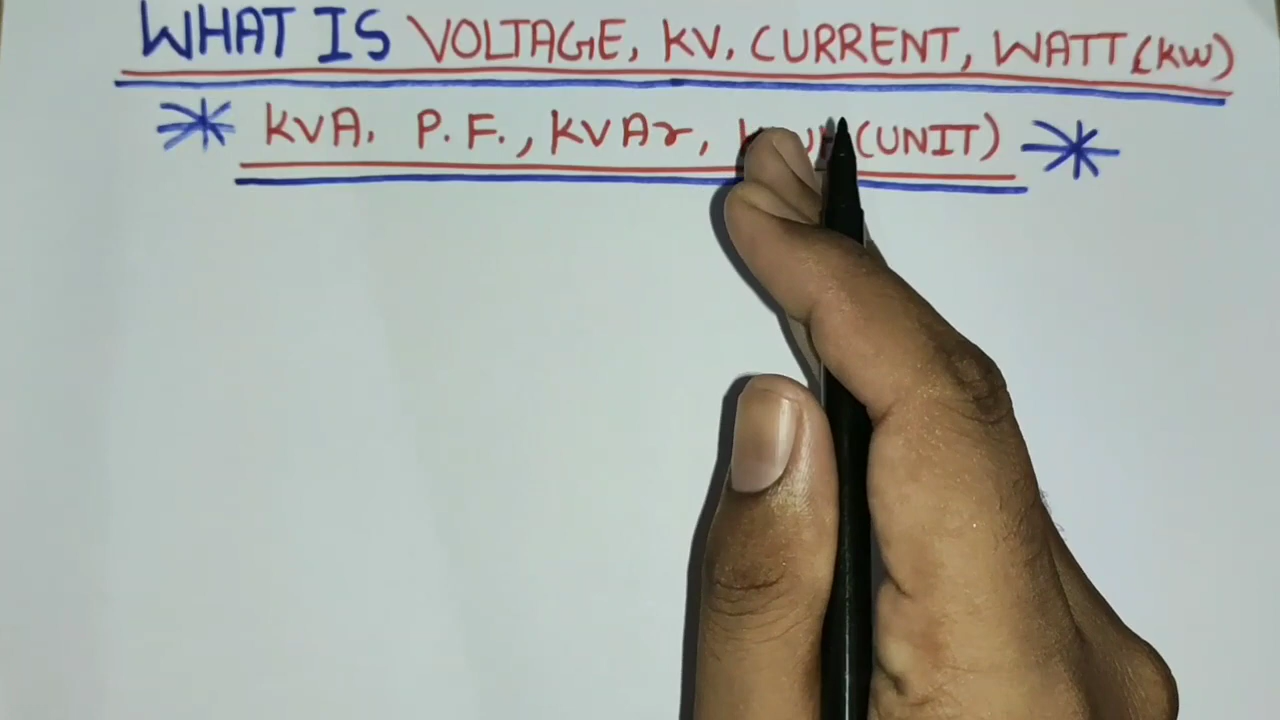 WHAT IS VOLTAGE, KV, CURRENT, WATT (KW)
KVA, P.F., KVAr, (UNIT)